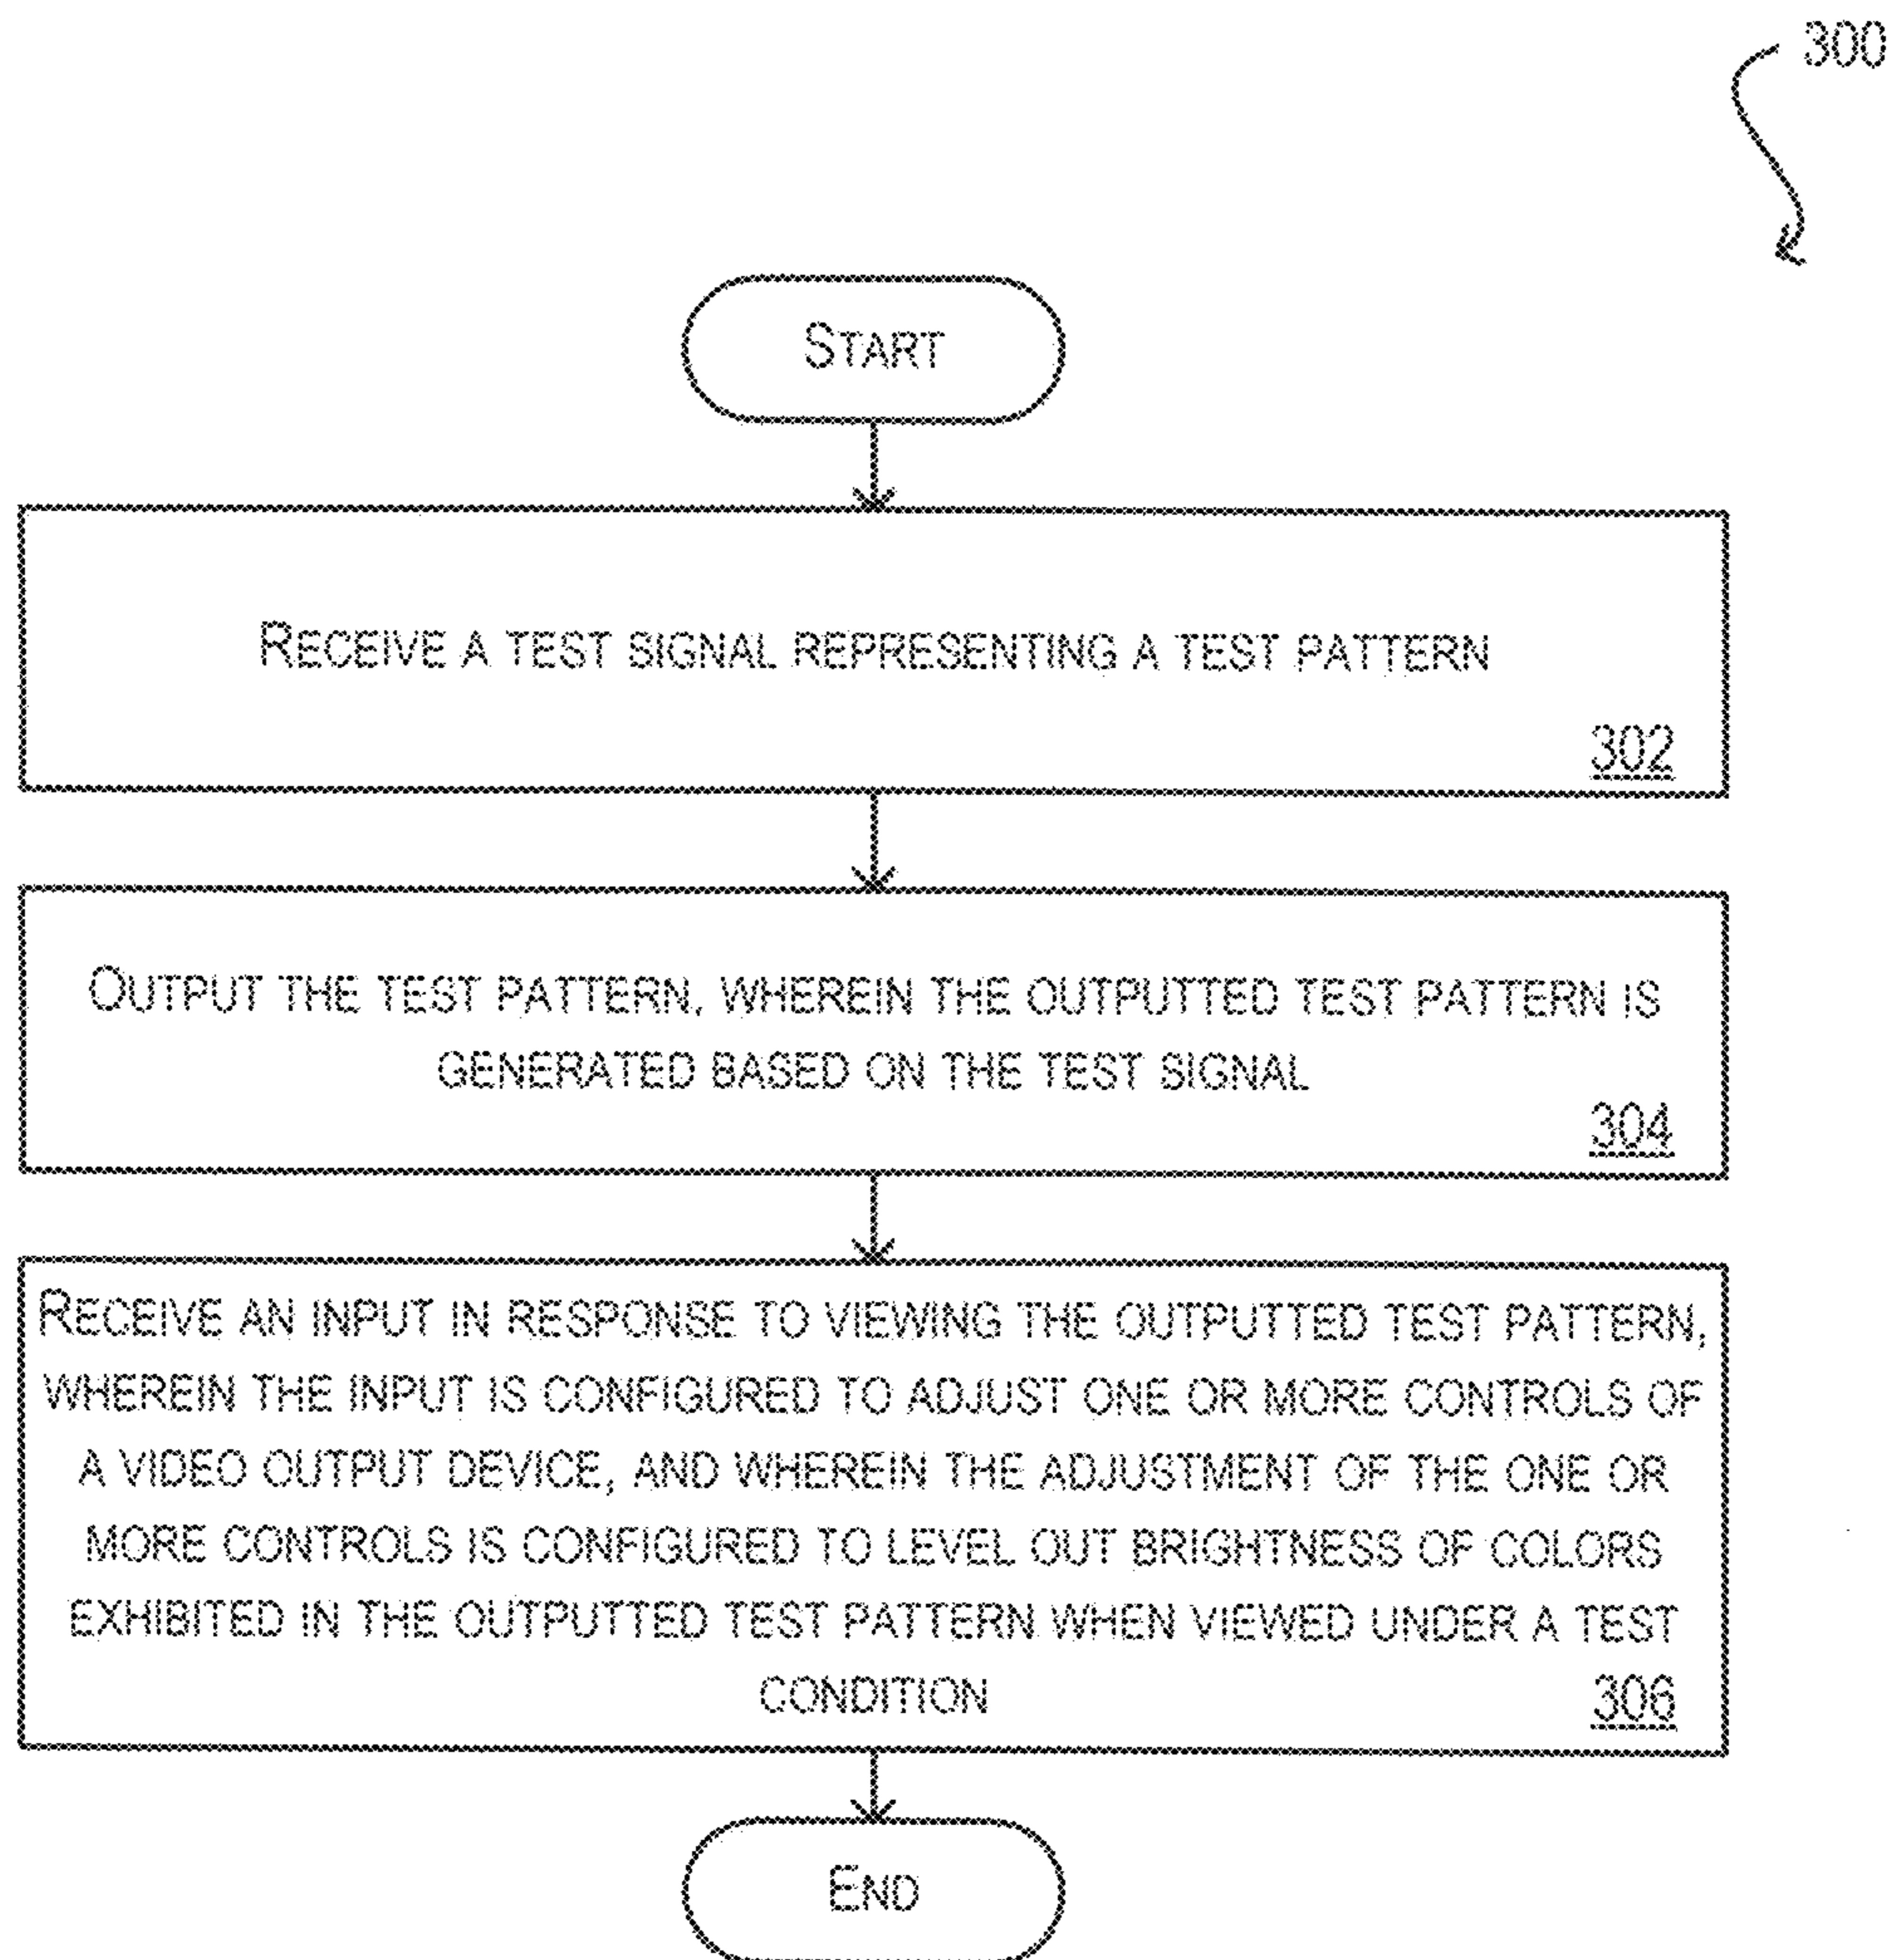 300
START
RECEIVE A TEST SIGNAL REPRESENTING A TEST PATTERN
302
OUTPUT THE TEST PATTERN, WHEREIN THE OUTPUTTED TEST PATTERN IS
GENERATED BASED ON THE TEST SIGNAL
304
RECEIVE AN INPUT IN RESPONSE TO VIEWING THE OUTPUTTED TEST PATTERN,
WHEREIN THE INPUT IS CONFIGURED TO ADJUST ONE OR MORE CONTROLS OF
A VIDEO OUTPUT DEVICE, AND WHEREIN THE ADJUSTMENT OF THE ONE OR
MORE CONTROLS IS CONFIGURED TO LEVEL OUT BRIGHTNESS OF COLORS
EXHIBITED IN THE OUTPUTTED TEST PATTERN WHEN VIEWED UNDER A TEST
CONDITION
306
END